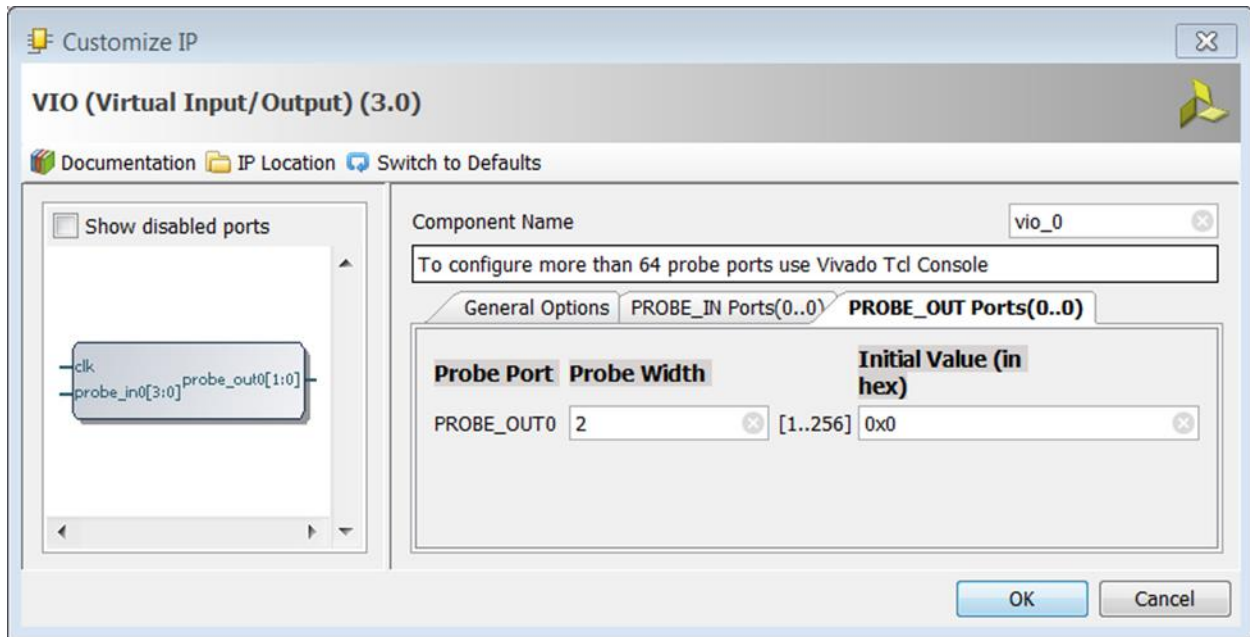 Customize IP
VIO (Virtual Input/Output) (3.0)
Documentation IP Location Switch to Defaults
Show disabled ports
clk
probe_in0[3:0]
probe_out0[1:0]
Component Name vio_0
To configure more than 64 probe ports use Vivado Tcl Console
General Options PROBE_IN Ports(0..0) PROBE_OUT Ports(0..0)
Probe Port Probe Width Initial Value (in
hex)
PROBE_OUT0 2 [1..256] 0x0
OK Cancel